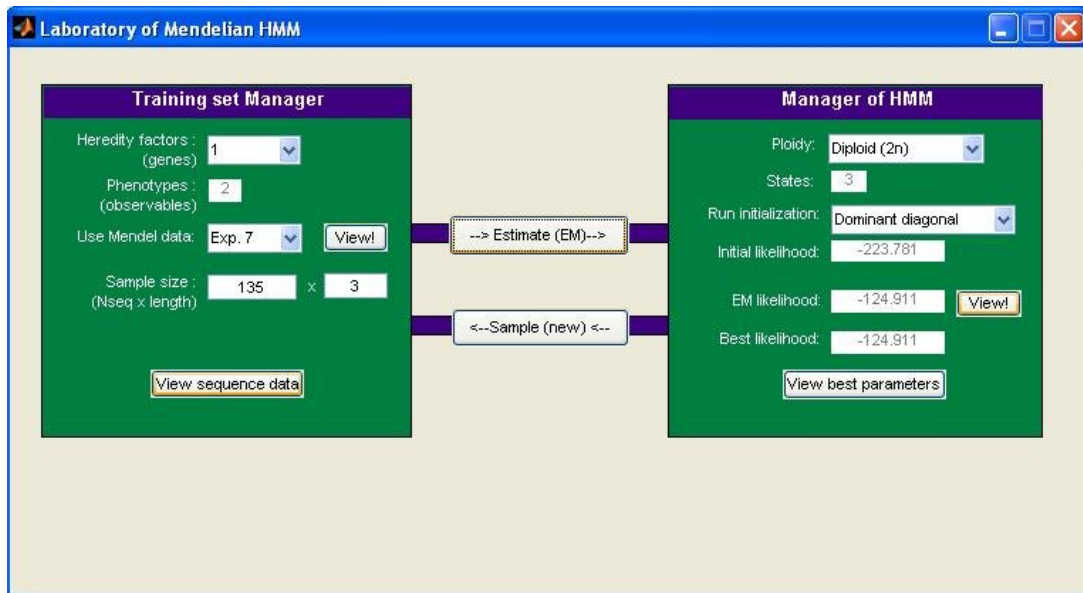 Laboratory of Mendelian HMM
Training set Manager
Heredity factors :
(genes)
1
Phenotypes :
(observables)
2
Use Mendel data:
Exp. 7
View!
Sample size :
(Nseq x length)
135
x
3
View sequence data
--> Estimate (EM)-->
<--Sample (new) <--
Manager of HMM
Ploidy:
Diploid (2n)
States:
3
Run initialization:
Dominant diagonal
Initial likelihood:
-223.781
EM likelihood:
-124.911
View!
Best likelihood:
-124.911
View best parameters